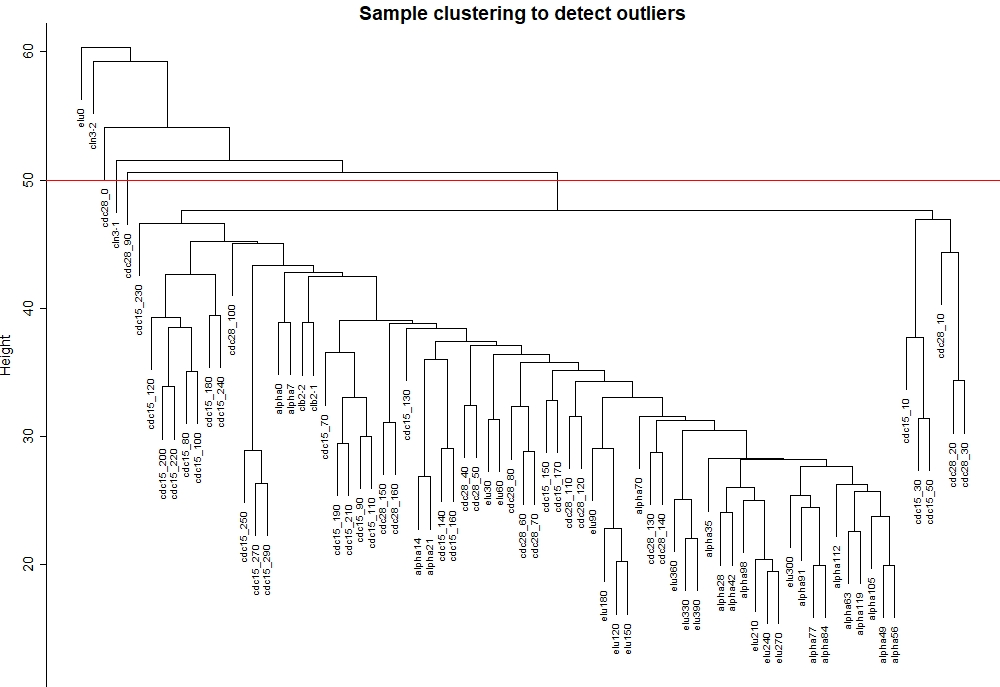 Sample clustering to detect outliers
Height
60
50
40
30
20
elu0
cln3-2
cdc28_0
cln3-1
cdc28_90
cdc15_230
cdc15_120
cdc15_200
cdc15_220
cdc15_80
cdc15_100
cdc15_180
cdc15_240
cdc28_100
cdc15_250
cdc15_270
cdc15_290
alpha0
alpha7
clb2-2
clb2-1
cdc15_70
cdc15_190
cdc15_210
cdc15_90
cdc15_110
cdc28_150
cdc28_160
cdc15_130
alpha14
alpha21
cdc15_140
cdc15_160
cdc28_40
cdc28_50
elu30
elu60
cdc28_80
cdc28_60
cdc28_70
cdc15_150
cdc15_170
cdc28_110
cdc28_120
elu90
elu180
elu120
elu150
alpha70
cdc28_130
cdc28_140
elu360
elu330
elu390
alpha35
alpha28
alpha42
alpha98
elu210
elu240
elu270
elu300
alpha91
alpha77
alpha84
alpha112
alpha63
alpha119
alpha105
alpha49
alpha56
cdc15_10
cdc15_30
cdc15_50
cdc28_10
cdc28_20
cdc28_30